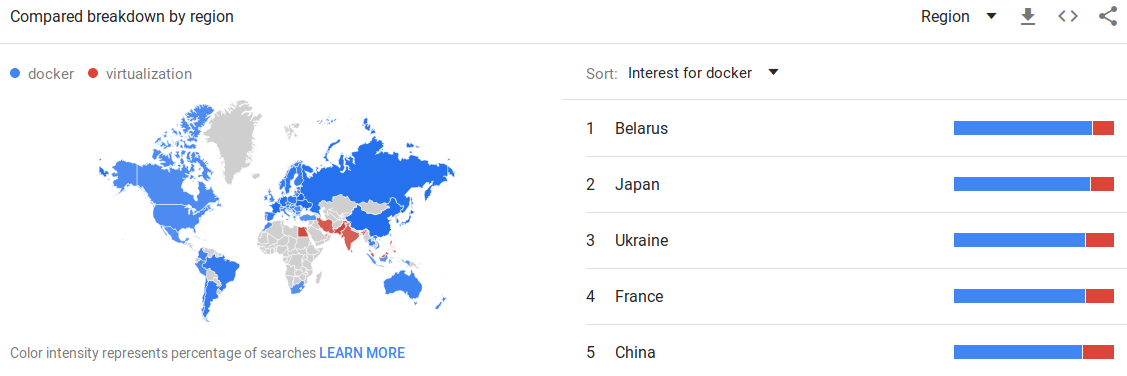 Compared breakdown by region
Region
docker virtualization
Sort: Interest for docker
1 Belarus
2 Japan
3 Ukraine
4 France
5 China
Color intensity represents percentage of searches LEARN MORE